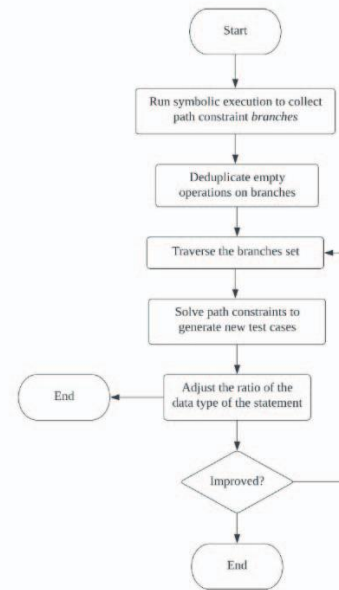 Start
Run symbolic execution to collect
path constraint branches
Deduplicate empty
operations on branches
Traverse the branches set
Solve path constraints to
generate new test cases
Adjust the ratio of the
data type of the statement
End
Improved?
End